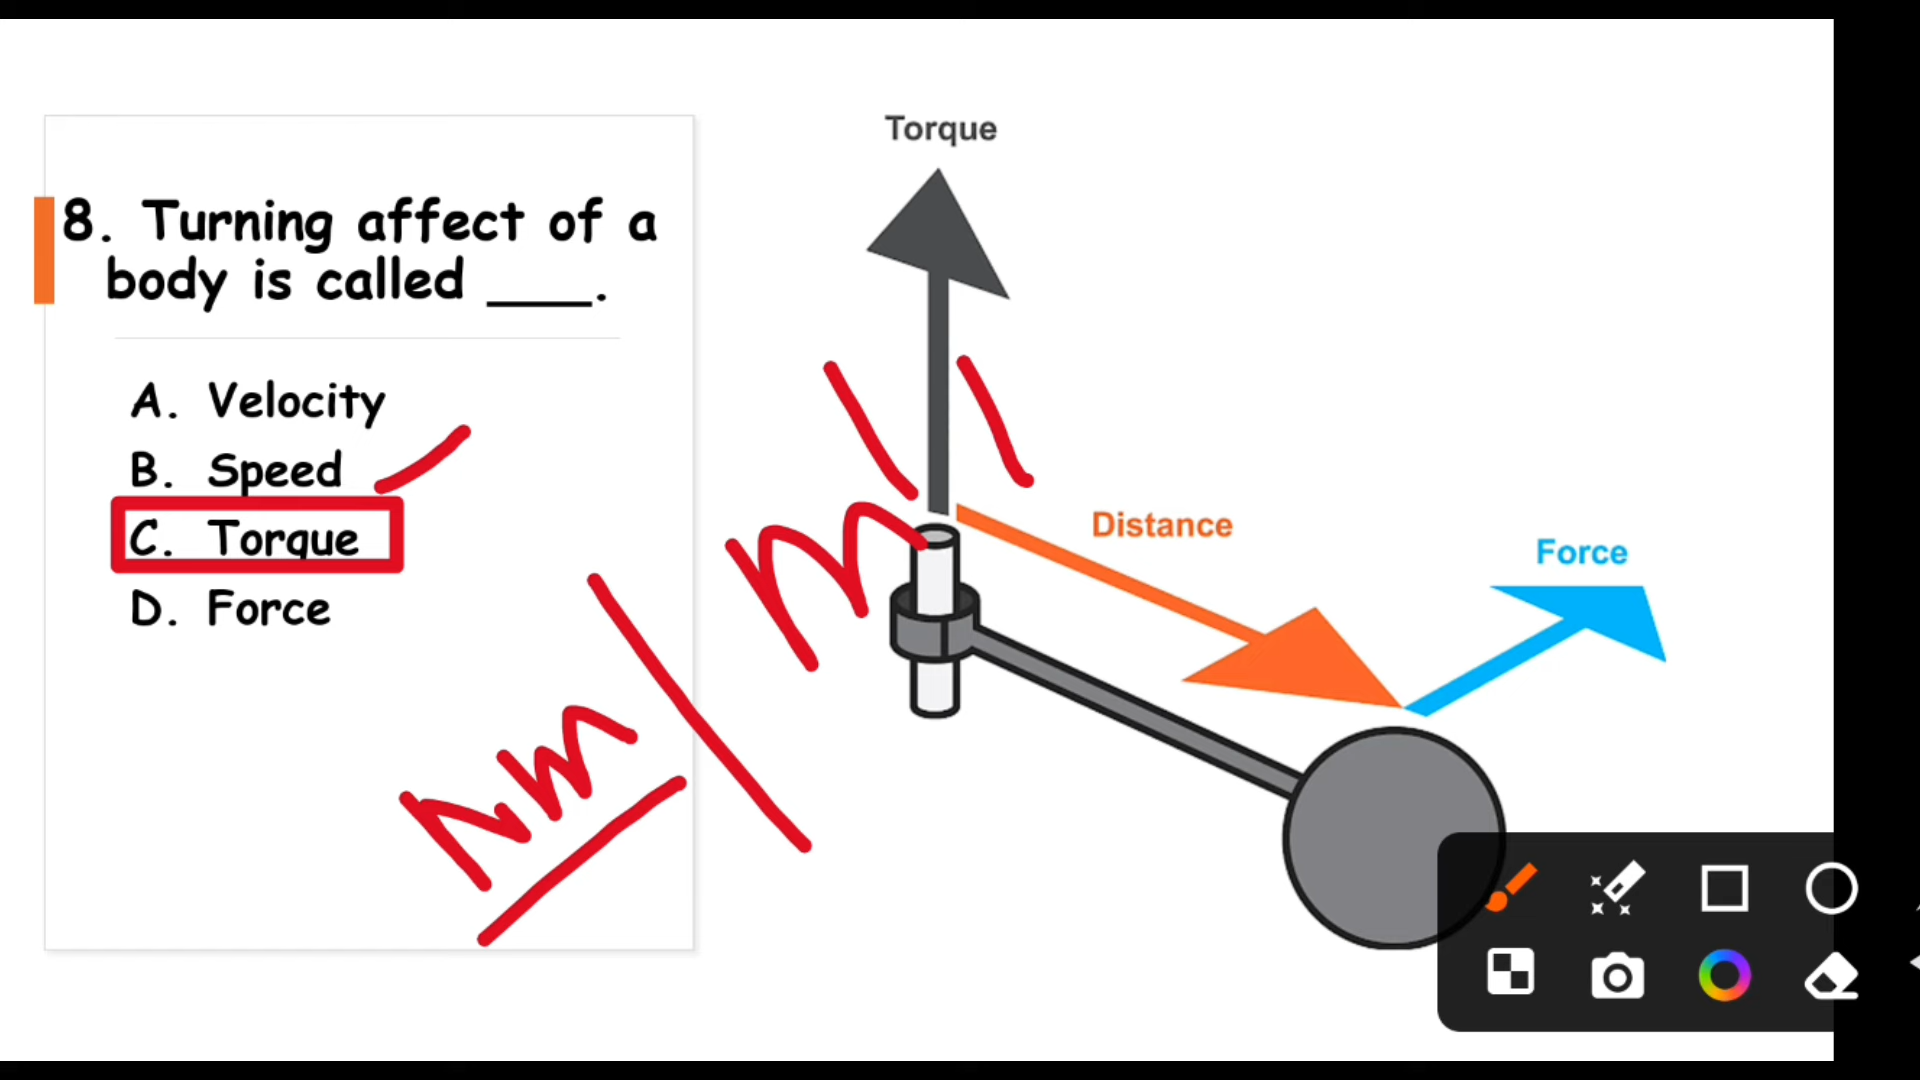 8. Turning affect of a
body is called ____.
A. Velocity
B. Speed
C. Torque
D. Force
Torque
Distance
Force
Nm